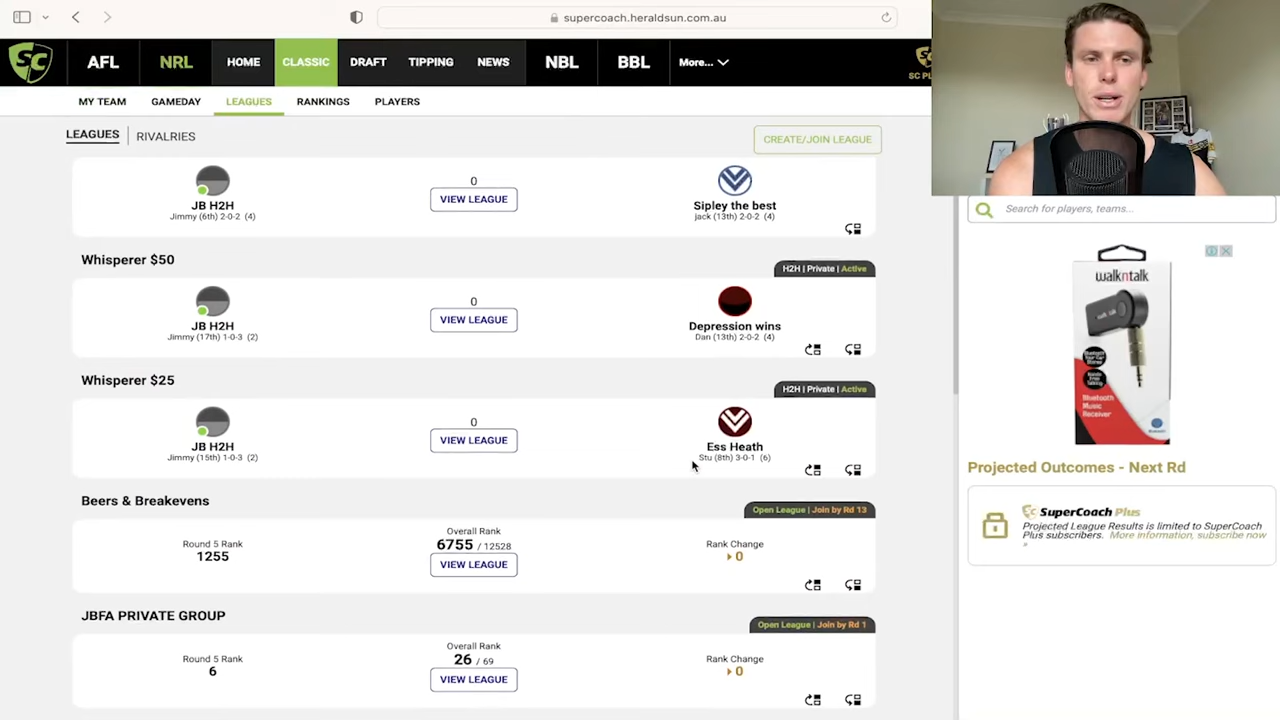 supercoach.heraldsun.com.au
SC
AFL
NRL
HOME
CLASSIC
DRAFT
TIPPING
NEWS
NBL
BBL
More...
MY TEAM
GAMEDAY
LEAGUES
RANKINGS
PLAYERS
LEAGUES
RIVALRIES
CREATE/JOIN LEAGUE
JB H2H
Jimmy (6th) 2-0-2 (4)
0
VIEW LEAGUE
Sipley the best
jack (13th) 2-0-2 (4)
Whisperer $50
H2H | Private | Active
JB H2H
Jimmy (17th) 1-0-3 (2)
0
VIEW LEAGUE
Depression wins
Dan (13th) 2-0-2 (4)
Whisperer $25
H2H | Private | Active
JB H2H
Jimmy (15th) 1-0-3 (2)
0
VIEW LEAGUE
Ess Heath
Stu (8th) 3-0-1 (6)
Beers & Breakevens
Open League | Join by Rd 13
Round 5 Rank
1255
Overall Rank
6755 / 12528
VIEW LEAGUE
Rank Change
0
JBFA PRIVATE GROUP
Open League | Join by Rd 1
Round 5 Rank
6
Overall Rank
26 / 69
VIEW LEAGUE
Rank Change
0
Search for players, teams...
walkntalk
Bluetooth
Music
Receiver
Projected Outcomes - Next Rd
SuperCoach Plus
Projected League Results is limited to SuperCoach
Plus subscribers. More information, subscribe now
»